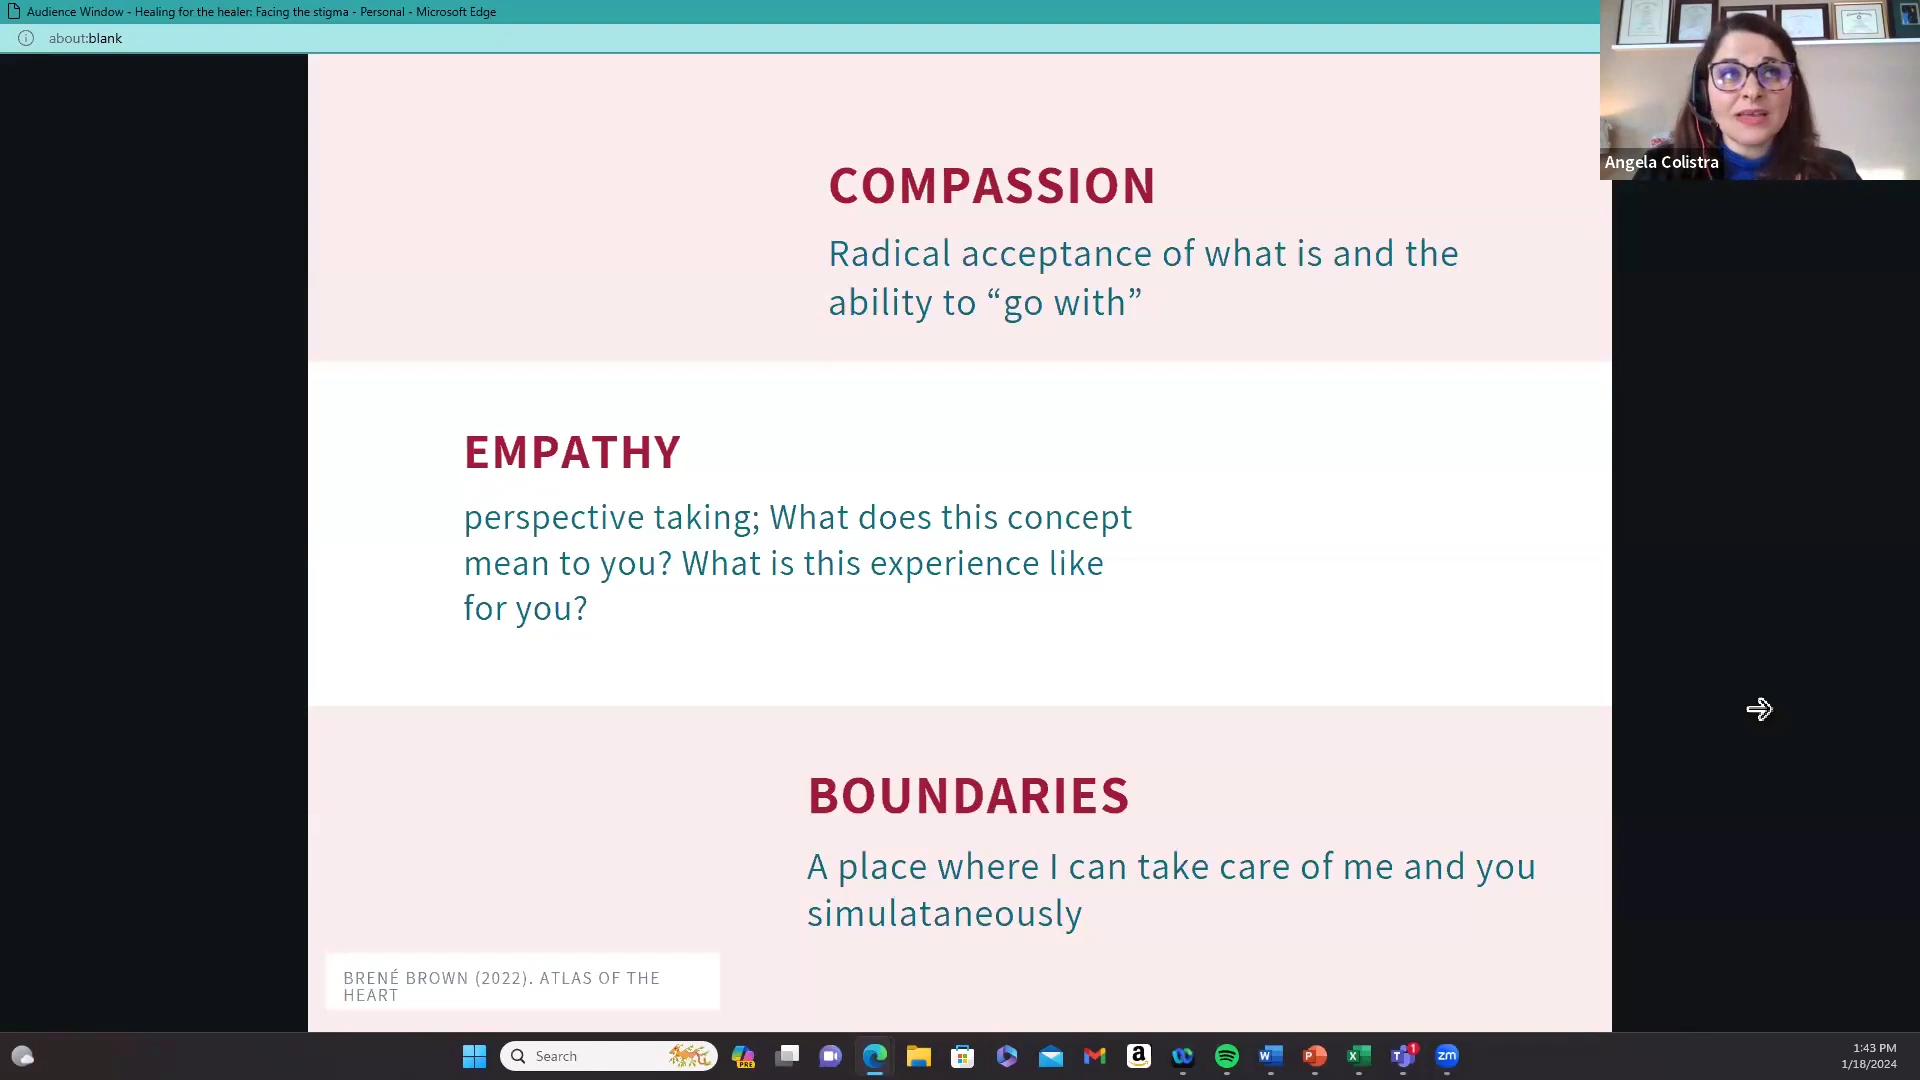 Audience Window - Healing for the healer: Facing the stigma - Personal - Microsoft Edge
about:blank
Angela Colistra
COMPASSION
Radical acceptance of what is and the
ability to “go with”
EMPATHY
perspective taking; What does this concept
mean to you? What is this experience like
for you?
BOUNDARIES
A place where I can take care of me and you
simulataneously
BRENÉ BROWN (2022). ATLAS OF THE
HEART
Search
PRE
a
W
P
X
T
1
zm
1:43 PM
1/18/2024